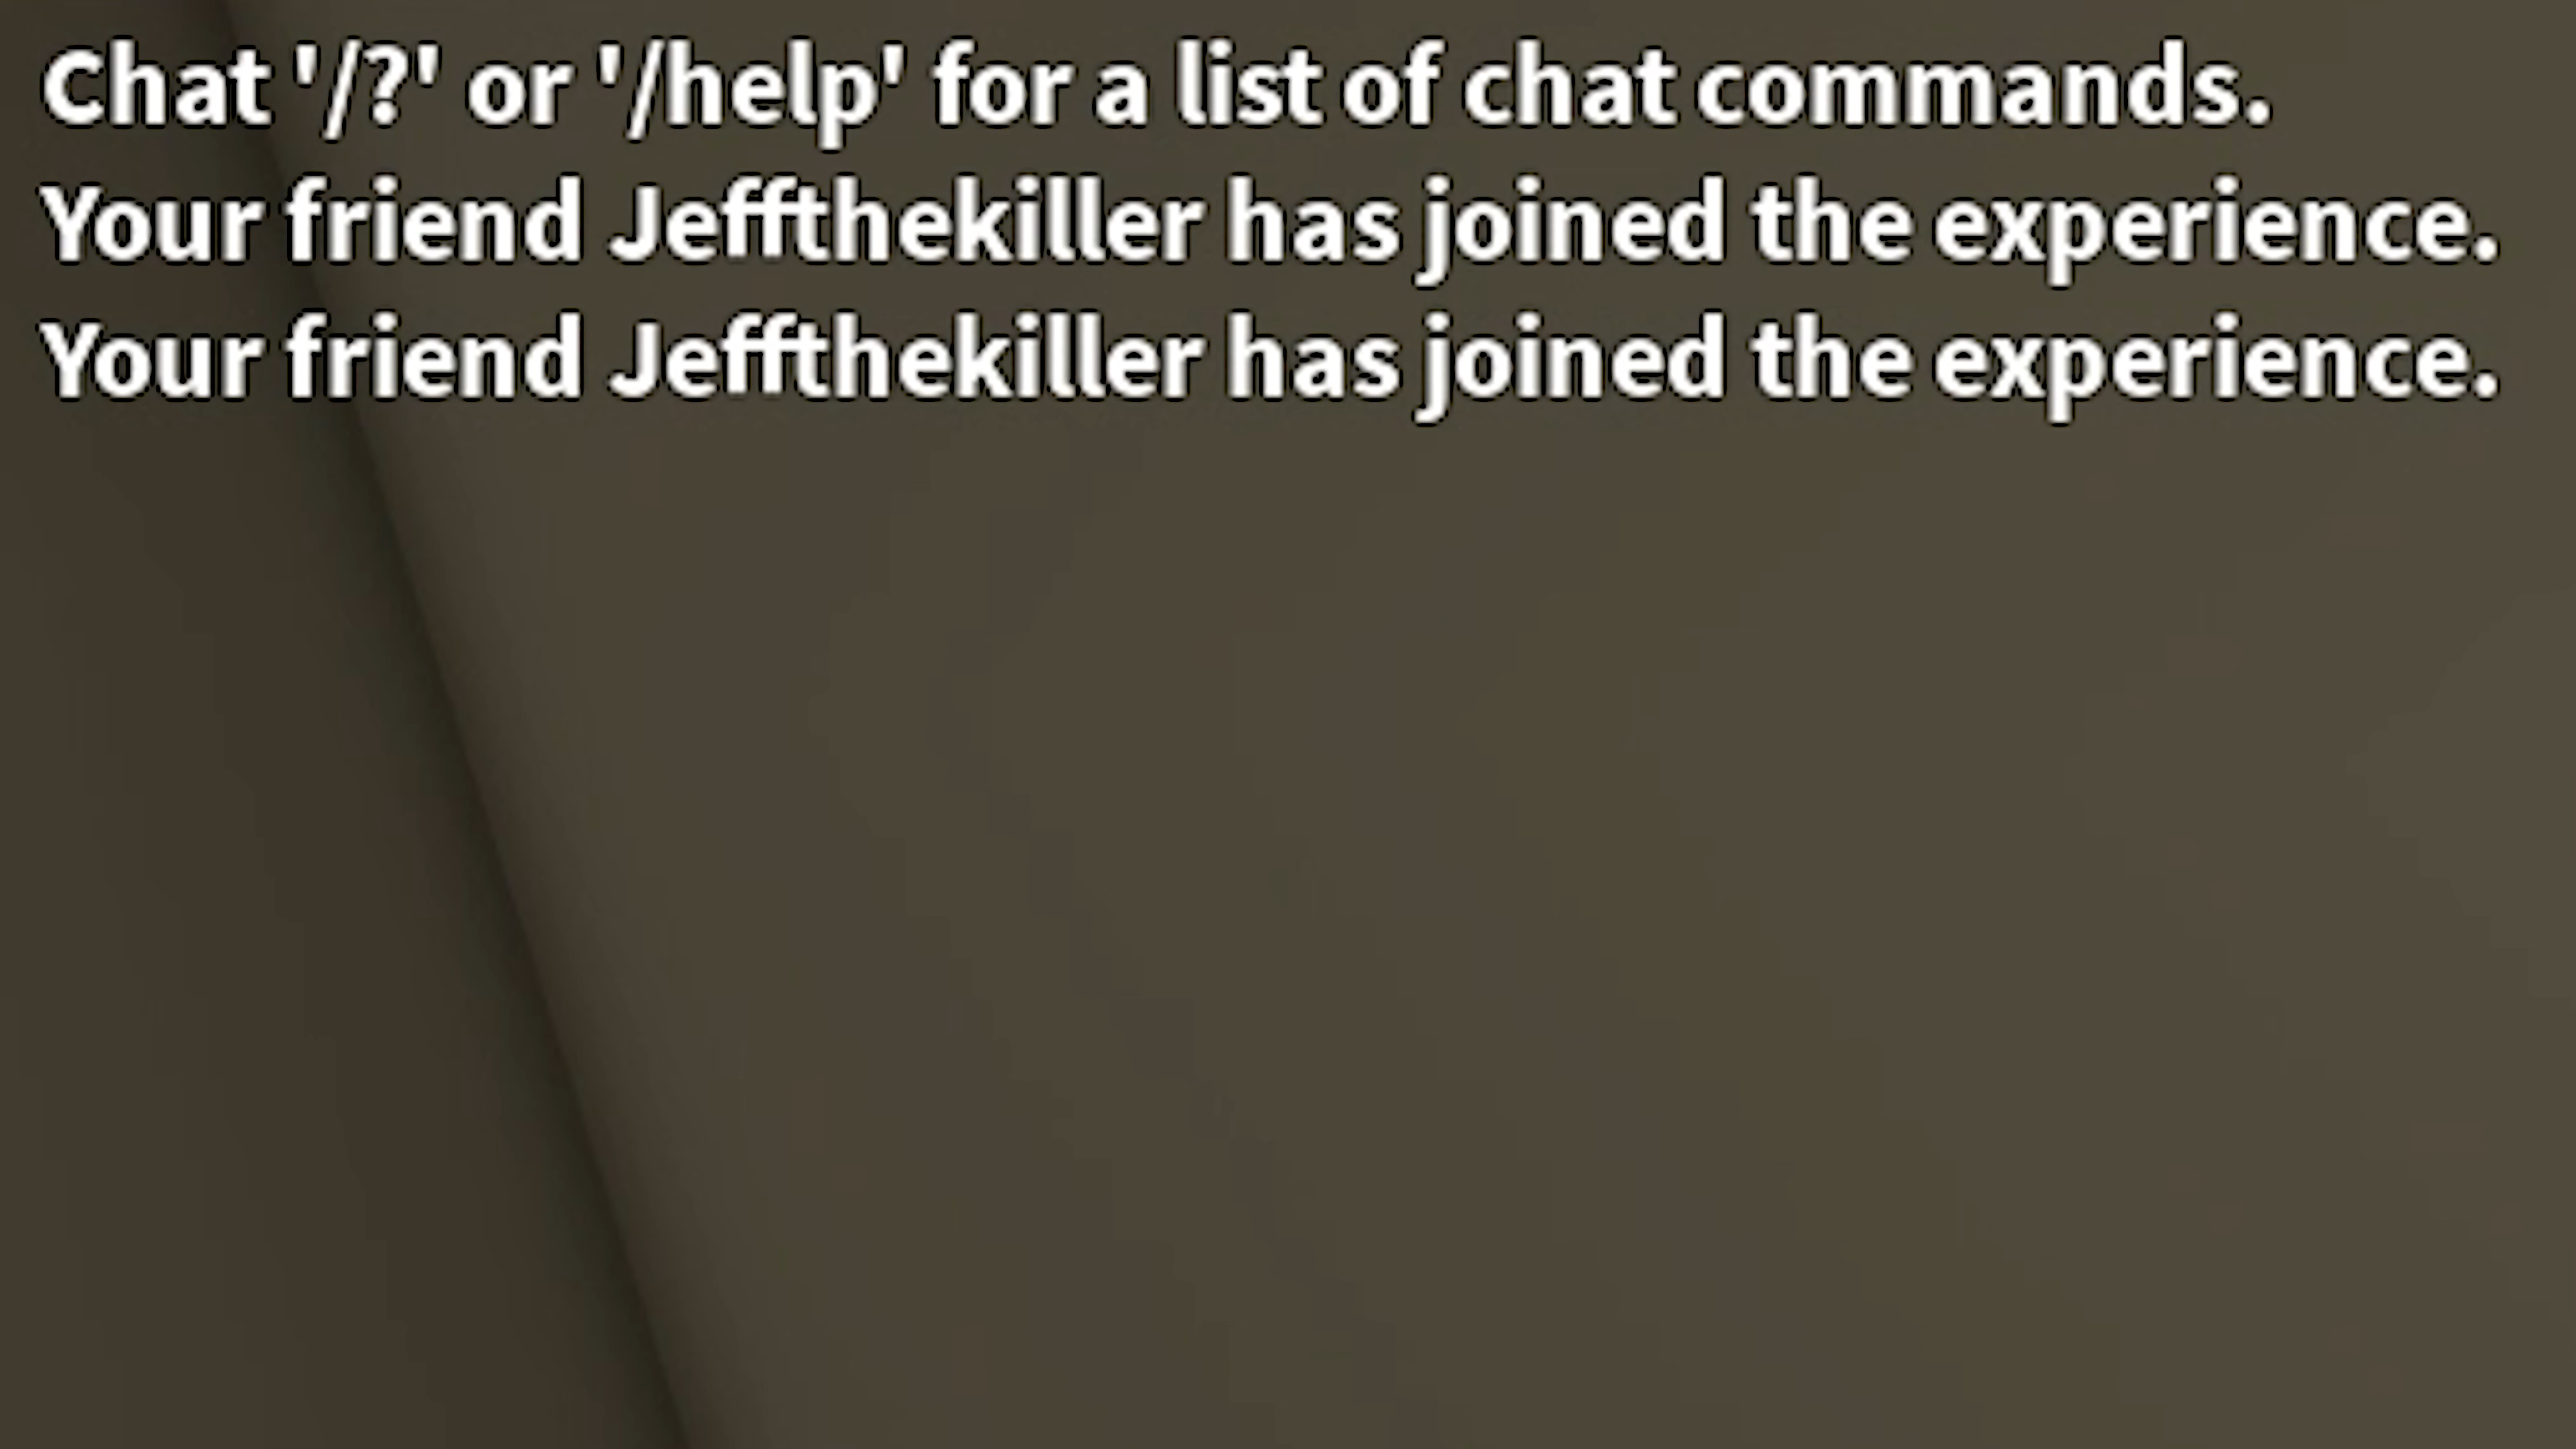 Chat '/?' or '/help' for a list of chat commands.
Your friend Jeffthekiller has joined the experience.
Your friend Jeffthekiller has joined the experience.